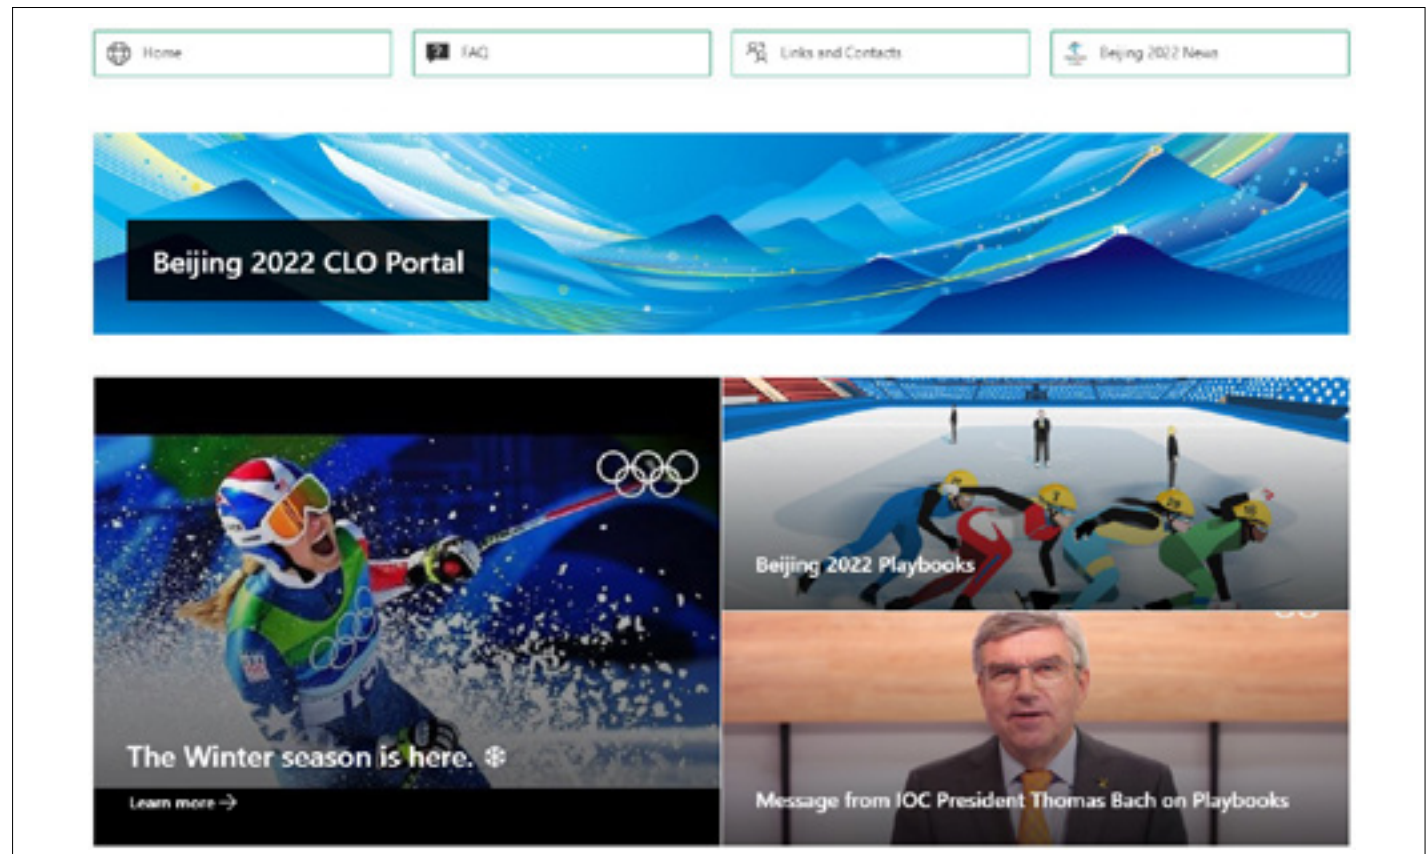 Home
FAQ
Links and Contacts
Beijing 2022 News
Beijing 2022 CLO Portal
The Winter season is here. ❄
Learn more →
Beijing 2022 Playbooks
Message from IOC President Thomas Bach on Playbooks